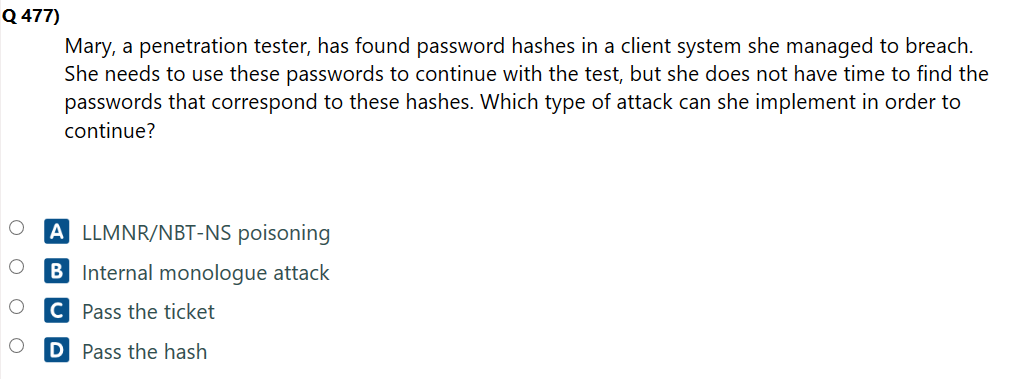 Q 477)
Mary, a penetration tester, has found password hashes in a client system she managed to breach.
She needs to use these passwords to continue with the test, but she does not have time to find the
passwords that correspond to these hashes. Which type of attack can she implement in order to
continue?
A LLMNR/NBT-NS poisoning
B Internal monologue attack
C Pass the ticket
D Pass the hash